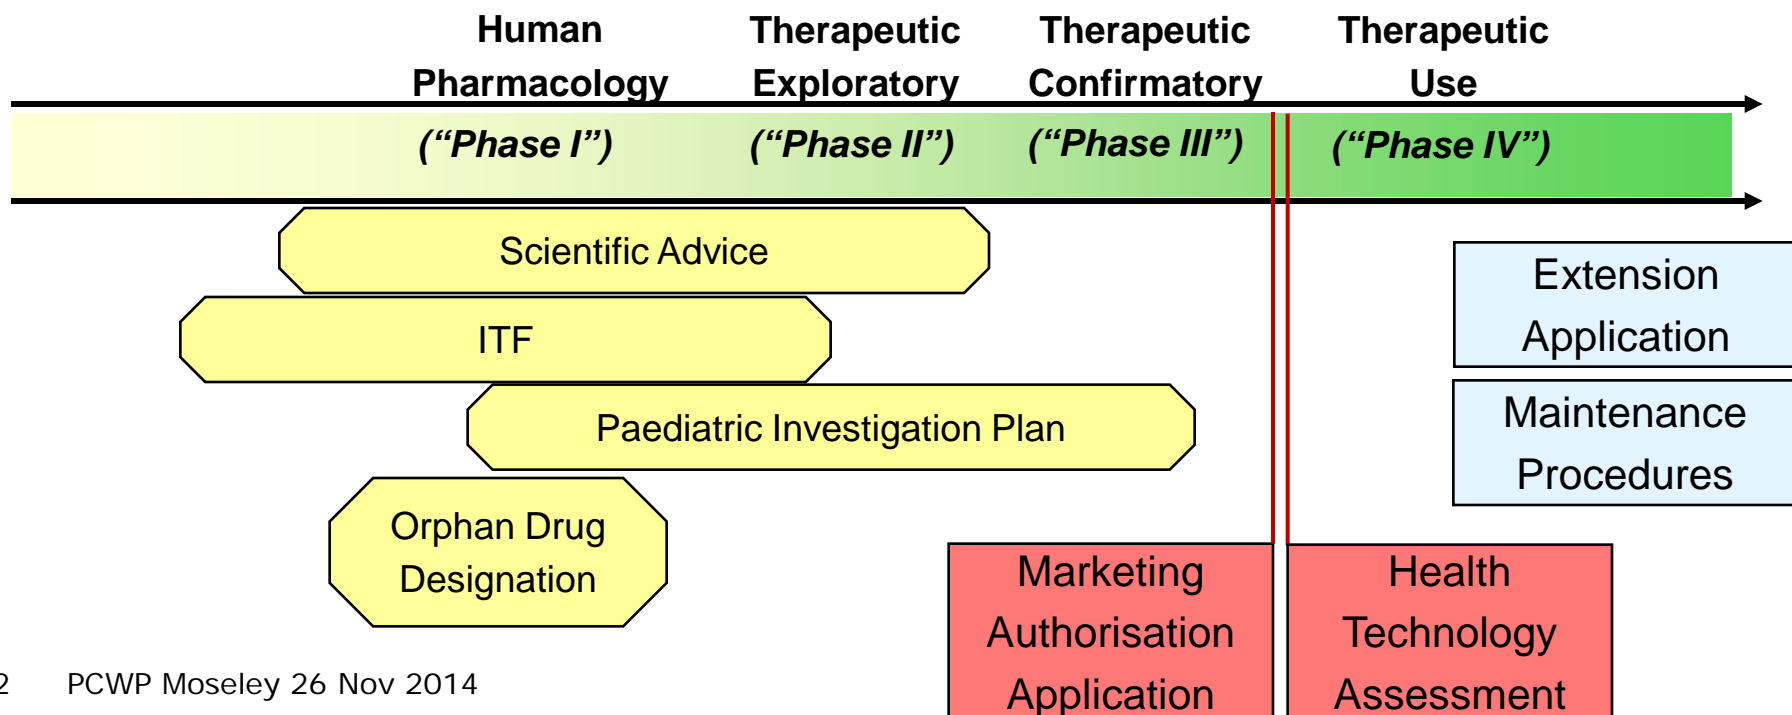 Human
Pharmacology
Therapeutic
Exploratory
Therapeutic
Confirmatory
Therapeutic
Use
(“Phase I”)
(“Phase II”)
(“Phase III”)
(“Phase IV”)
Scientific Advice
ITF
Paediatric Investigation Plan
Orphan Drug
Designation
Extension
Application
Maintenance
Procedures
Marketing
Authorisation
Application
Health
Technology
Assessment
2 PCWP Moseley 26 Nov 2014